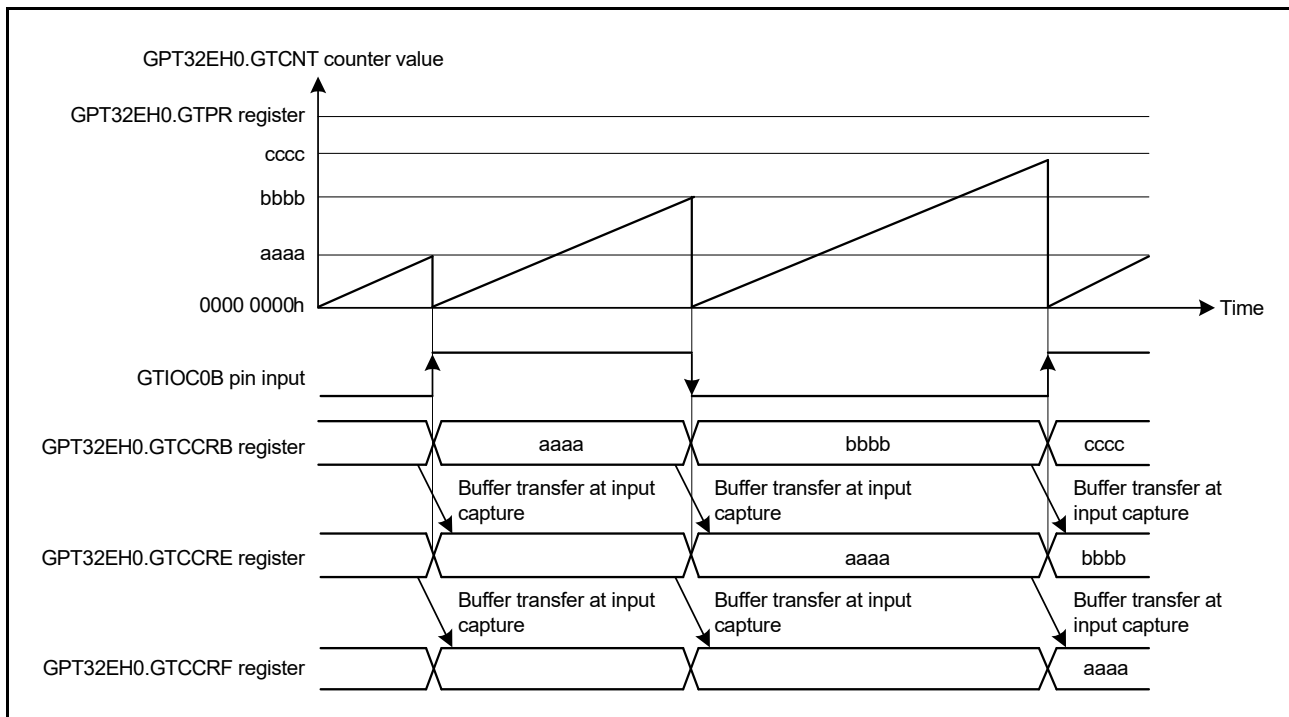 GPT32EH0.GTCNT counter value
GPT32EH0.GTPR register
cccc
bbbb
aaaa
0000 0000h
Time
GTIOC0B pin input
GPT32EH0.GTCCRB register
aaaa
bbbb
cccc
Buffer transfer at input
capture
Buffer transfer at input
capture
Buffer transfer at
input capture
GPT32EH0.GTCCRE register
aaaa
bbbb
Buffer transfer at input
capture
Buffer transfer at input
capture
Buffer transfer at
input capture
GPT32EH0.GTCCRF register
aaaa